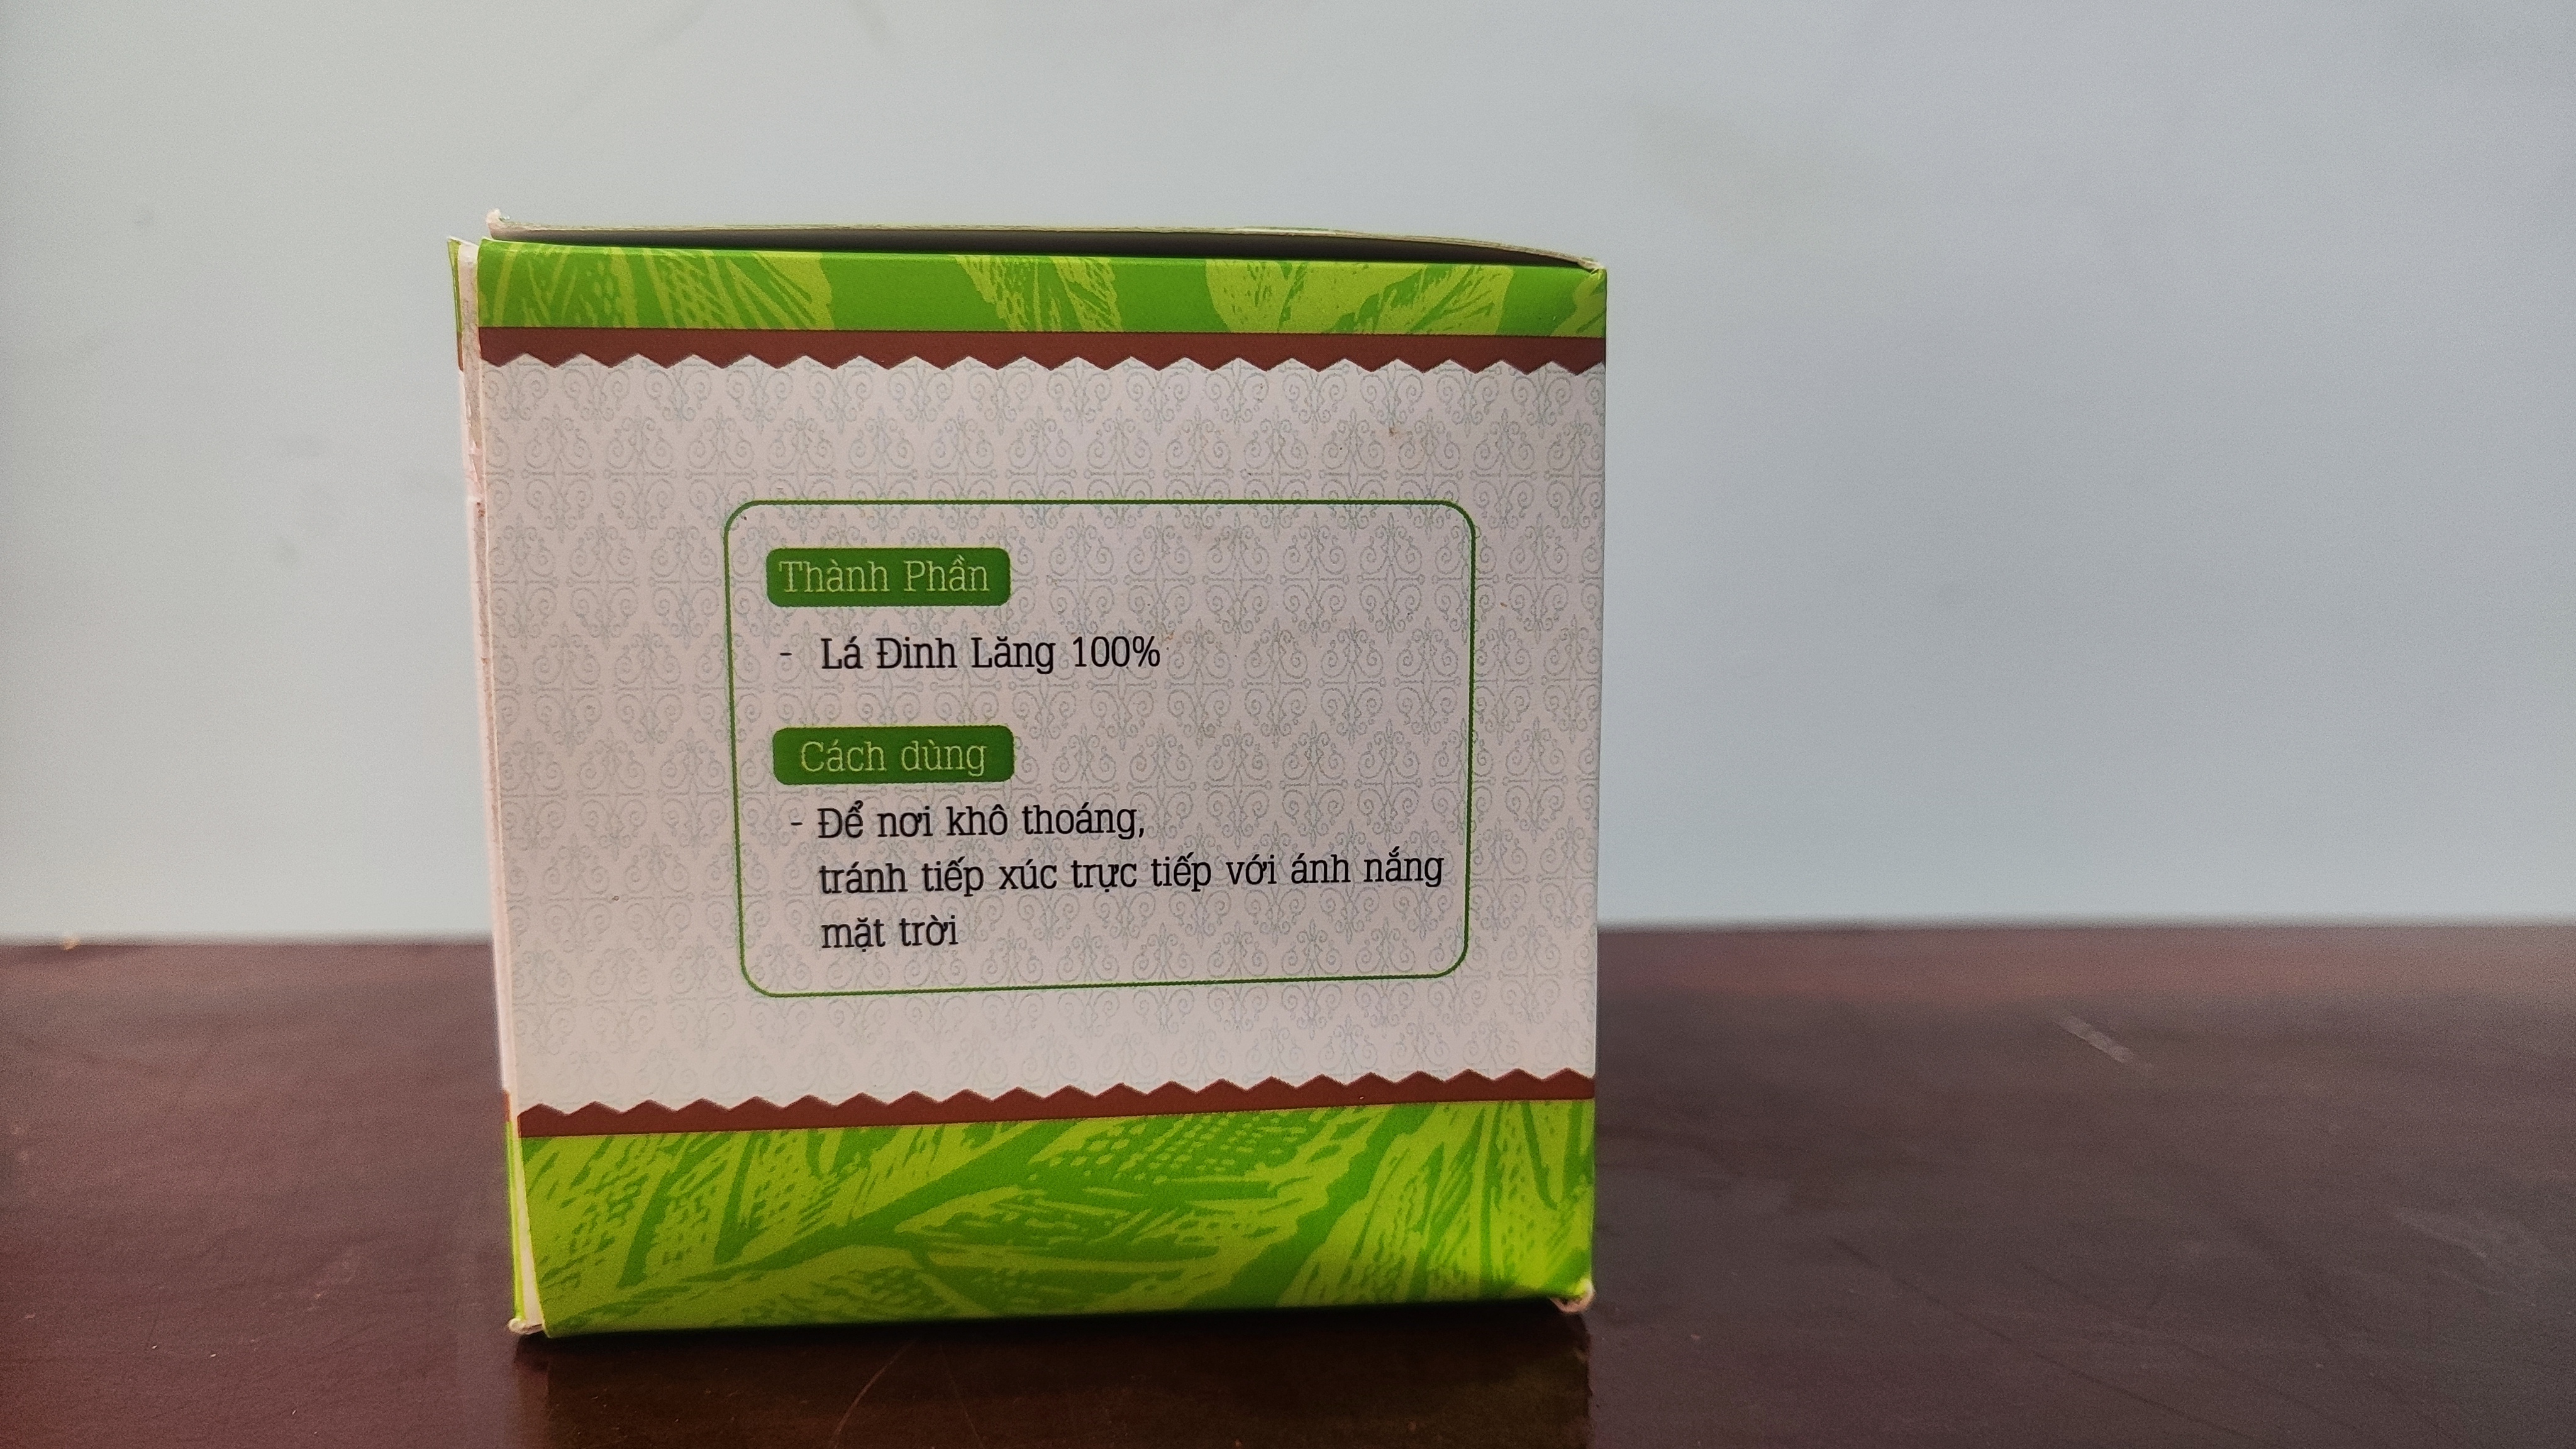 Thành Phần
- Lá Đinh Lăng 100%
Cách dùng
- Để nơi khô thoáng,
tránh tiếp xúc trực tiếp với ánh nắng
mặt trời